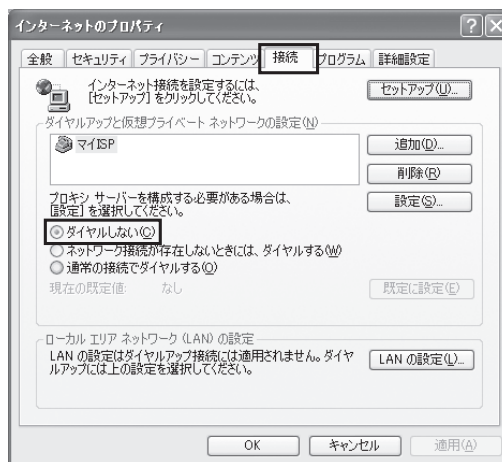 インターネットのプロパティ
全般 セキュリティ プライバシー コンテンツ 接続 プログラム 詳細設定
インターネット接続を設定するには、
[セットアップ] をクリックしてください。
セットアップ(U)...
ダイヤルアップと仮想プライベート ネットワークの設定(N)
マイISP
追加(D)...
削除(R)
プロキシ サーバーを構成する必要がある場合は、
[設定] を選択してください。
設定(S)...
ダイヤルしない(C)
ネットワーク接続が存在しないときには、ダイヤルする(W)
通常の接続でダイヤルする(O)
現在の既定値: なし
既定に設定(E)
ローカル エリア ネットワーク (LAN) の設定
LAN の設定はダイヤルアップ接続には適用されません。ダイヤ
ルアップには上の設定を選択してください。
LAN の設定(L)...
OK キャンセル 適用(A)